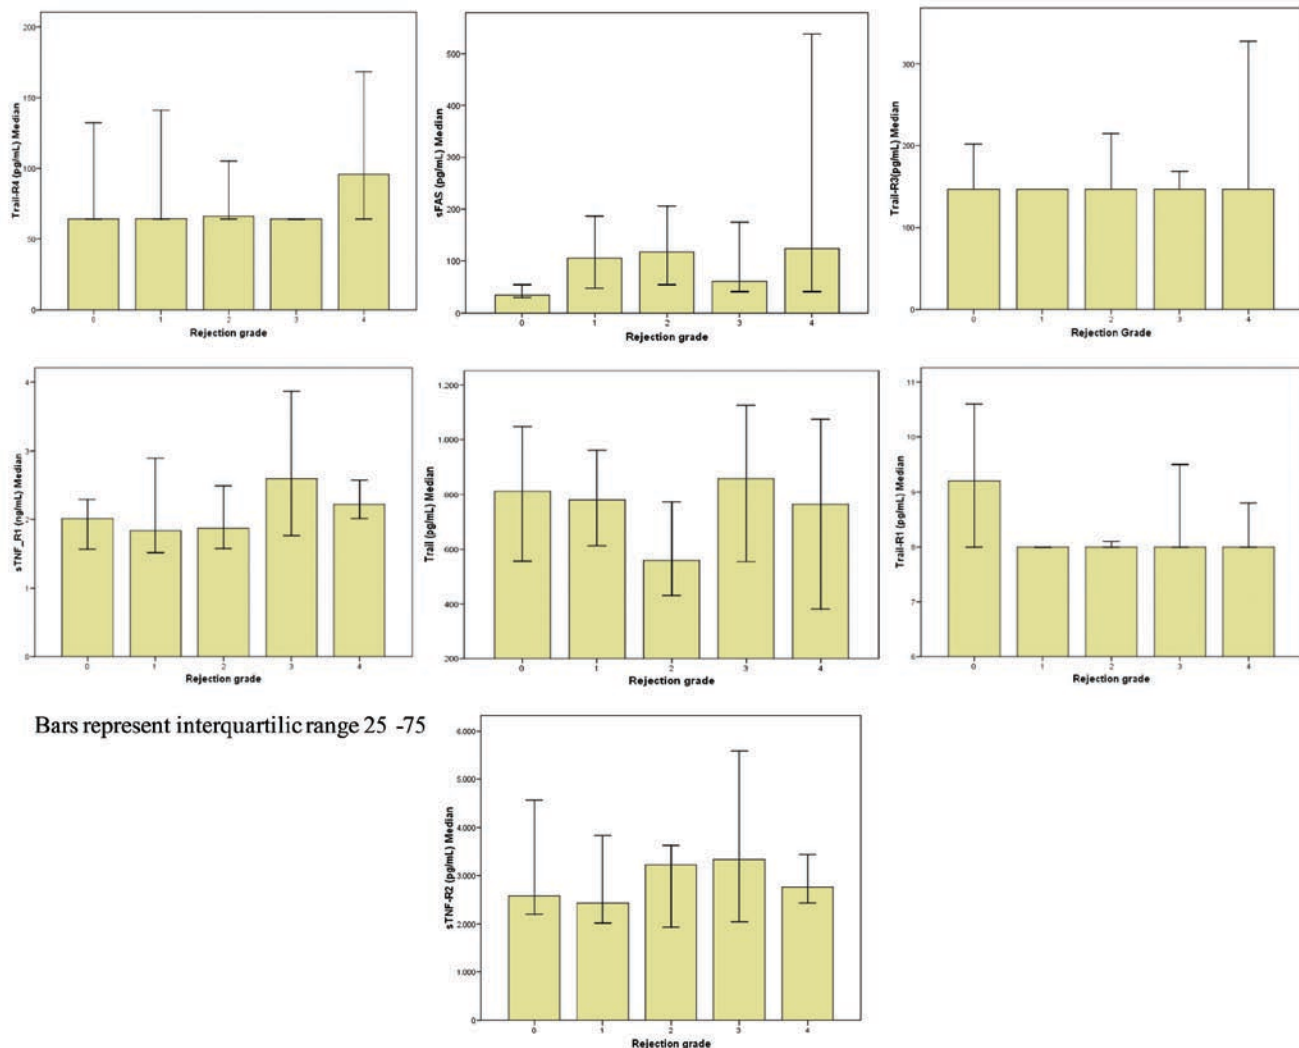 Trail-R4 (pg/mL) Median
200
150
100
50
0
0 1 2 3 4
Rejection grade
sFAS (pg/mL) Median
500
400
300
200
100
0
0 1 2 3 4
Rejection grade
Trail-R3(pg/mL) Median
300
200
100
0
0 1 2 3 4
Rejection Grade
sTNF_R1 (ng/mL) Median
4
3
2
1
0
0 1 2 3 4
Rejection grade
Trail (pg/mL) Median
1.200
1.000
800
600
400
200
0 1 2 3 4
Rejection grade
Trail-R1 (pg/mL) Median
11
10
9
8
7
6
0 1 2 3 4
Rejection grade
Bars represent interquartilic range 25 -75
sTNF-R2 (pg/mL) Median
6.000
5.000
4.000
3.000
2.000
1.000
0
0 1 2 3 4
Rejection grade